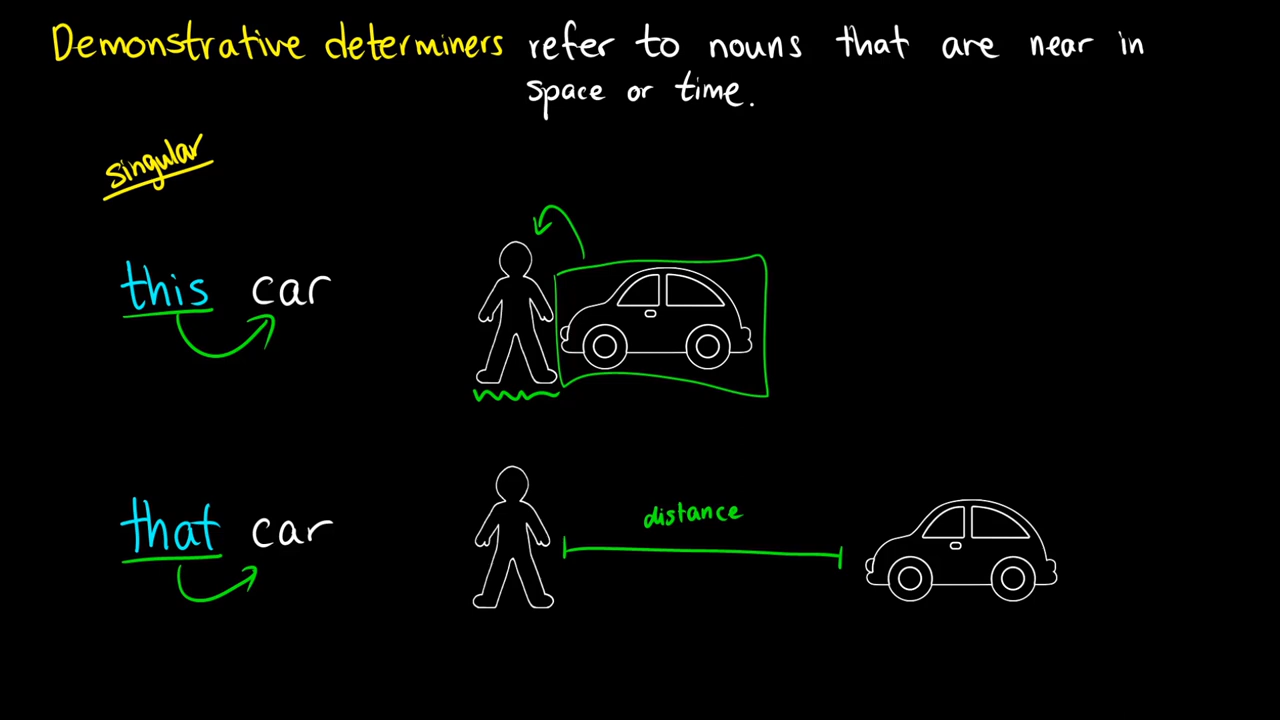 Demonstrative determiners refer to nouns that are near in
space or time.
singular
this car
that car
distance